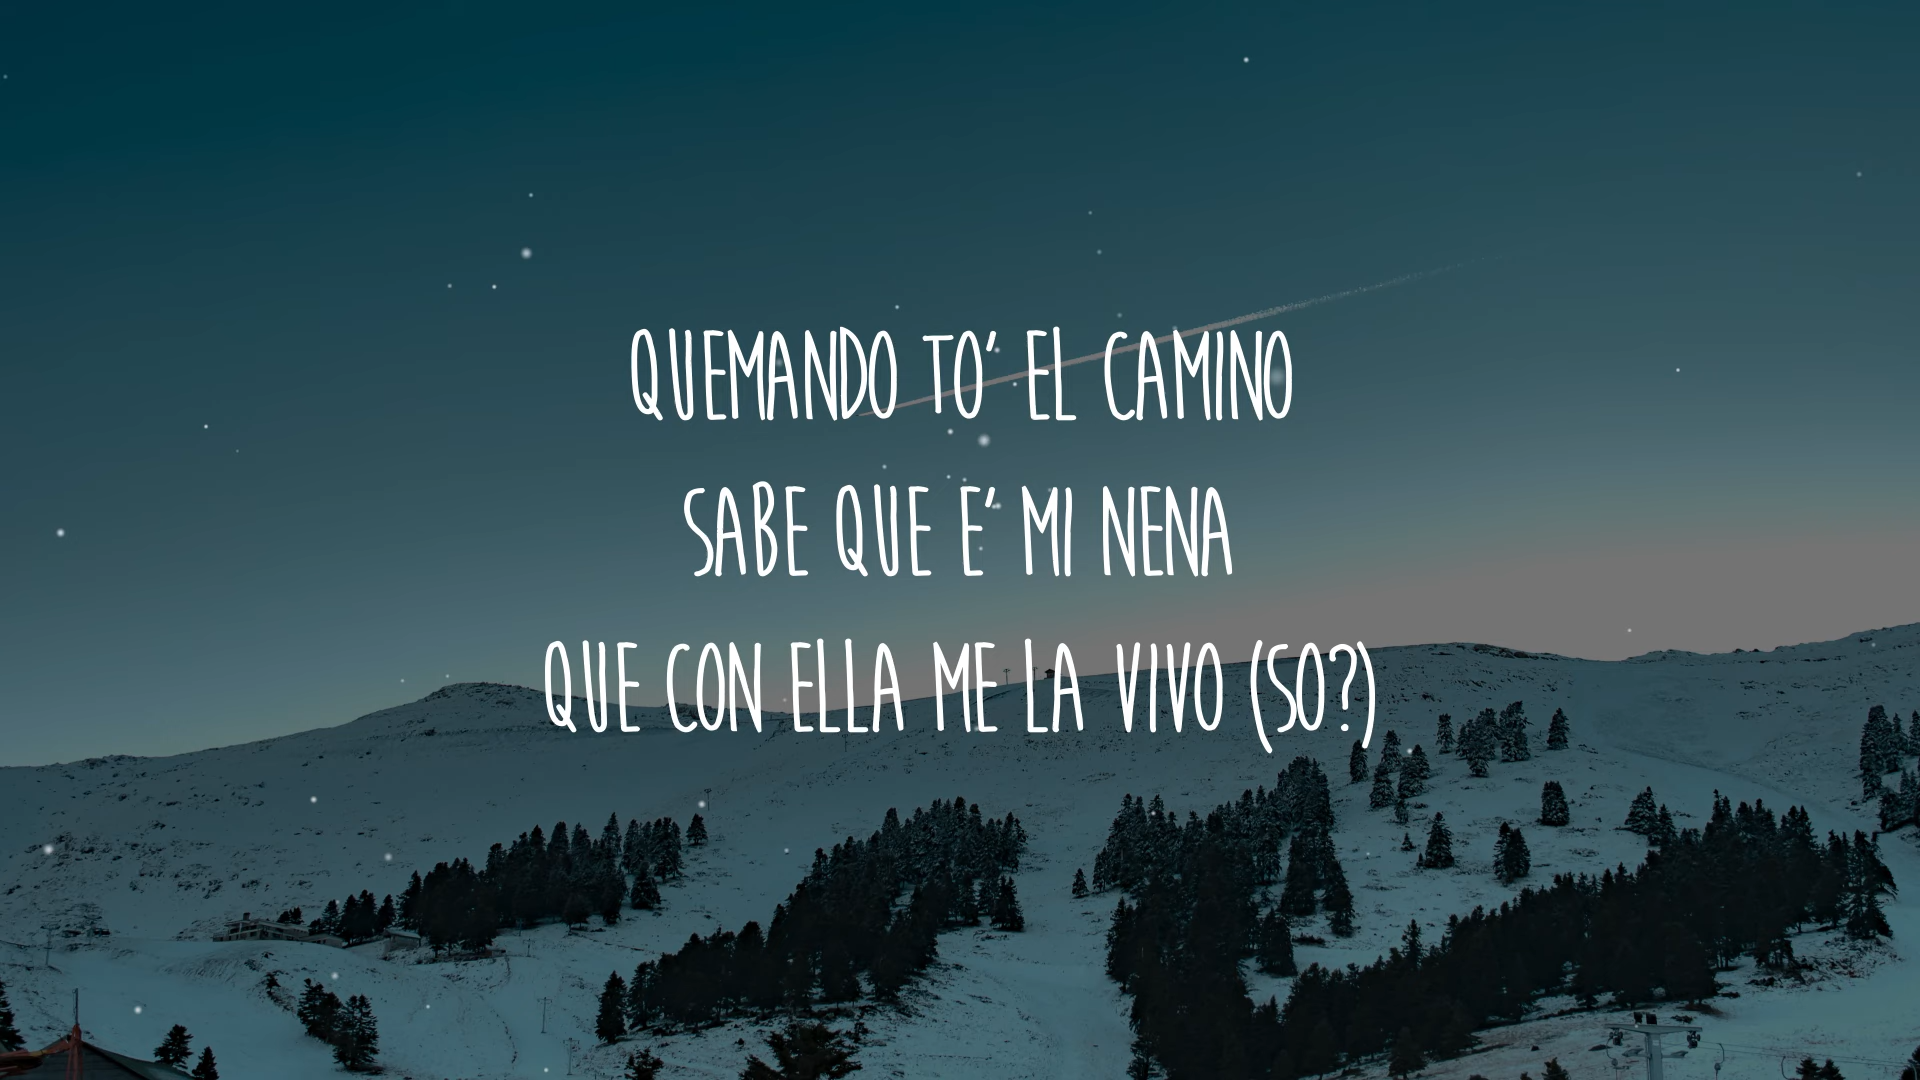 QUEMANDO TO' EL CAMINO
SABE QUE E' MI NENA
QUE CON ELLA ME LA VIVO (SO?)